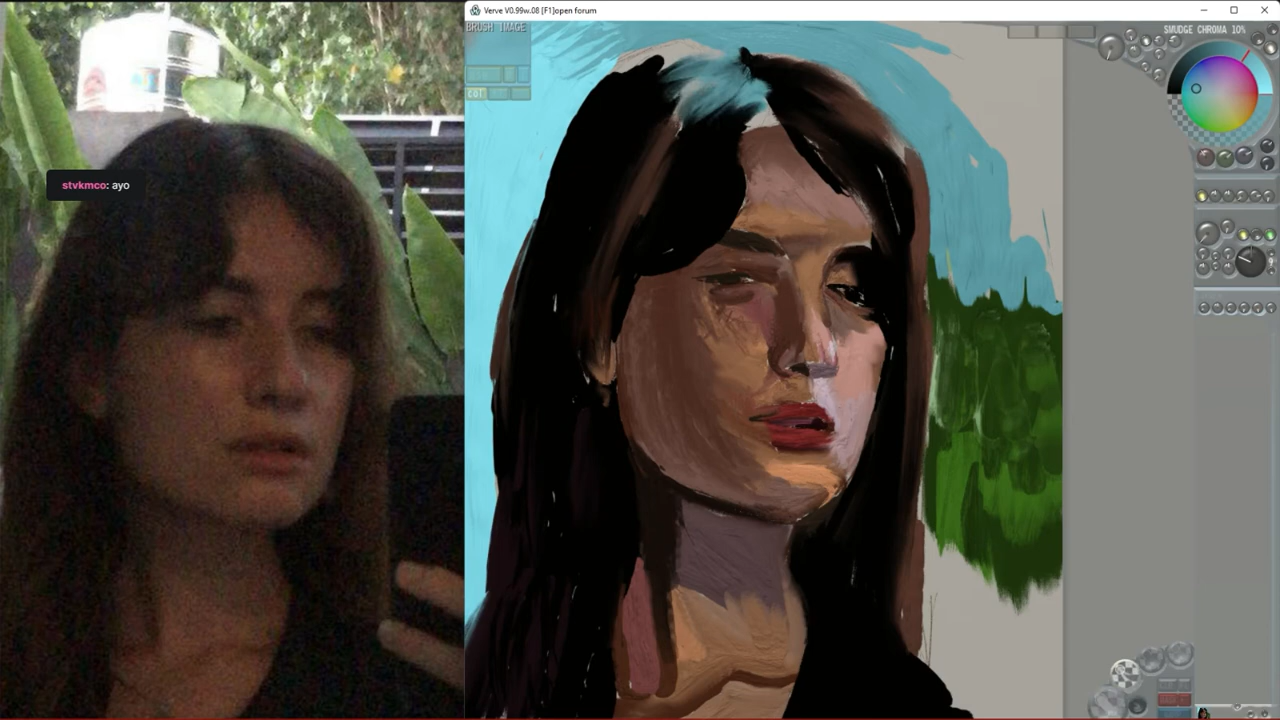 Verve V0.99w.08 [F1]open forum
BRUSH IMAGE
SMUDGE CHROMA 10%
stvkmco: ayo